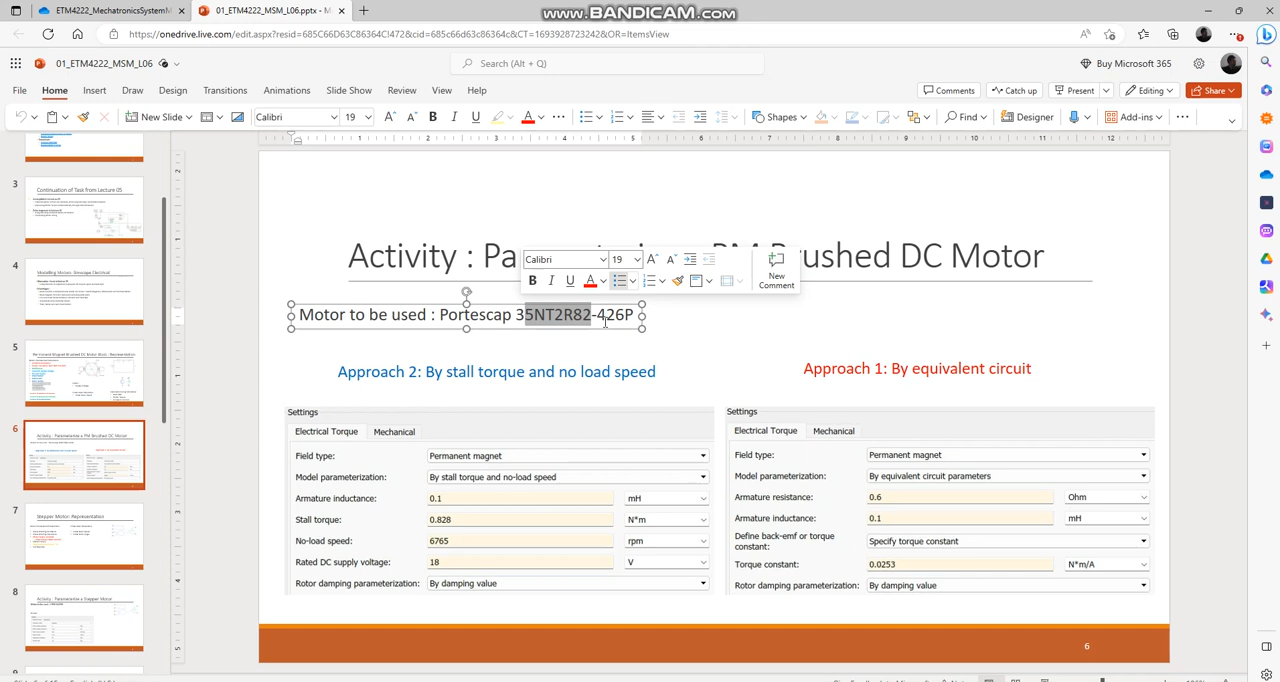 www.BANDICAM.com
ETM4222_MechatronicsSystemM
01_ETM4222_MSM_L06.pptx - M
https://onedrive.live.com/edit.aspx?resid=685C66D63C86364C!472&cid=685c66d63c86364c&CT=1693928723242&OR=ItemsView
01_ETM4222_MSM_L06
Search (Alt + Q)
Buy Microsoft 365
File Home Insert Draw Design Transitions Animations Slide Show Review View Help
Comments Catch up Present Editing Share
New Slide Calibri 19 B I U A Shapes Find Designer Add-ins
Activity : Pa
rushed DC Motor
Calibri 19 New Comment
B I U A
Motor to be used : Portescap 35NT2R82-426P
Approach 2: By stall torque and no load speed
Approach 1: By equivalent circuit
Settings
Electrical Torque Mechanical
Field type: Permanent magnet
Model parameterization: By stall torque and no-load speed
Armature inductance: 0.1 mH
Stall torque: 0.828 N*m
No-load speed: 6765 rpm
Rated DC supply voltage: 18 V
Rotor damping parameterization: By damping value
Settings
Electrical Torque Mechanical
Field type: Permanent magnet
Model parameterization: By equivalent circuit parameters
Armature resistance: 0.6 Ohm
Armature inductance: 0.1 mH
Define back-emf or torque constant: Specify torque constant
Torque constant: 0.0253 N*m/A
Rotor damping parameterization: By damping value
6
3
Continuation of Task from Lecture 05
4
Modelling Motors: Simscape Electrical
5
Permanent Magnet Brushed DC Motor Block : Representation
6
Activity : Parameterize a PM Brushed DC Motor
7
Stepper Motor: Representation
8
Activity : Parameterize a Stepper Motor